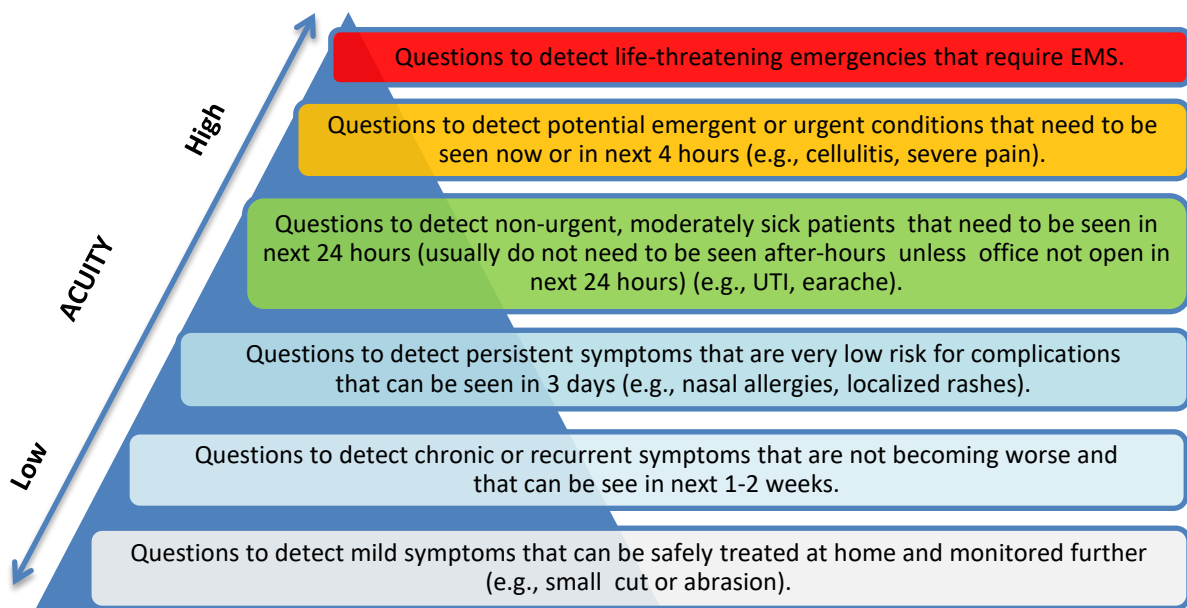 Questions to detect life-threatening emergencies that require EMS.
Questions to detect potential emergent or urgent conditions that need to be
seen now or in next 4 hours (e.g., cellulitis, severe pain).
High
Questions to detect non-urgent, moderately sick patients that need to be seen in
next 24 hours (usually do not need to be seen after-hours unless office not open in
next 24 hours) (e.g., UTI, earache).
ACUITY
Questions to detect persistent symptoms that are very low risk for complications
that can be seen in 3 days (e.g., nasal allergies, localized rashes).
Low
Questions to detect chronic or recurrent symptoms that are not becoming worse and
that can be see in next 1-2 weeks.
Questions to detect mild symptoms that can be safely treated at home and monitored further
(e.g., small cut or abrasion).